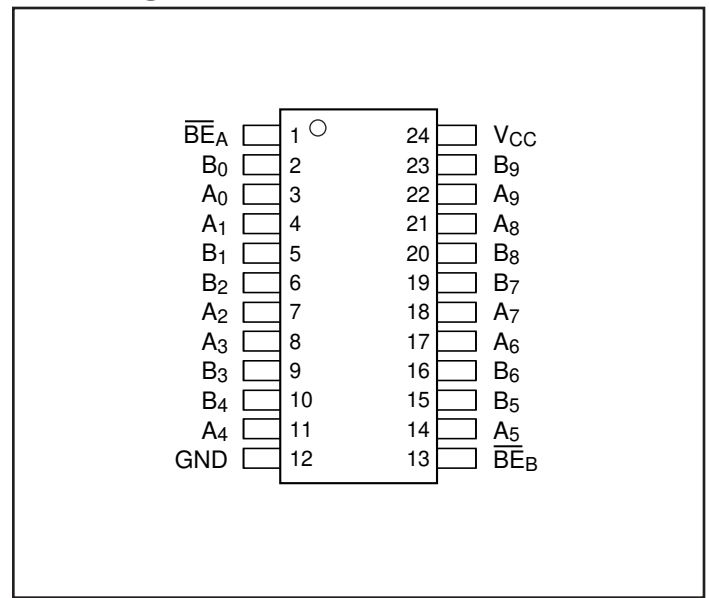 B̅E̅A 1 24 VCC
B0 2 23 B9
A0 3 22 A9
A1 4 21 A8
B1 5 20 B8
B2 6 19 B7
A2 7 18 A7
A3 8 17 A6
B3 9 16 B6
B4 10 15 B5
A4 11 14 A5
GND 12 13 B̅E̅B